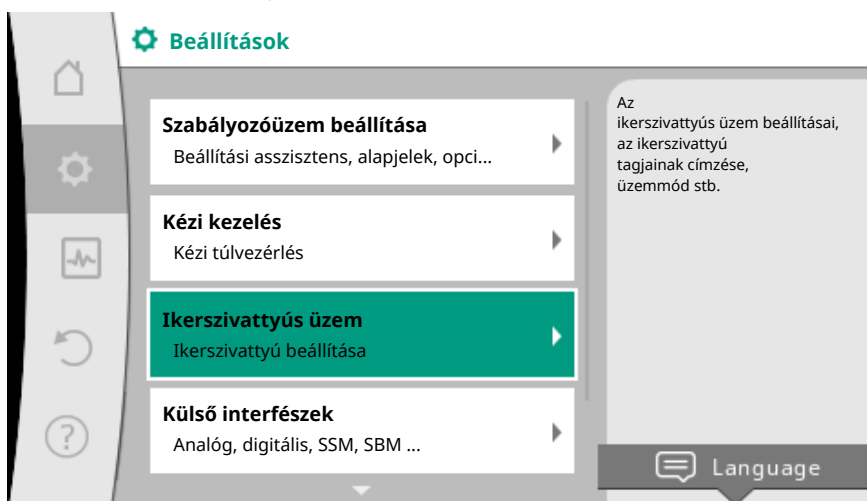 Beállítások
Szabályozóüzem beállítása
Beállítási asszisztens, alapjelek, opci...
Kézi kezelés
Kézi túlvezérlés
Ikerszivattyús üzem
Ikerszivattyú beállítása
Külső interfészek
Analóg, digitális, SSM, SBM ...
Az
ikerszivattyús üzem beállításai,
az ikerszivattyú
tagjainak címzése,
üzemmód stb.
Language